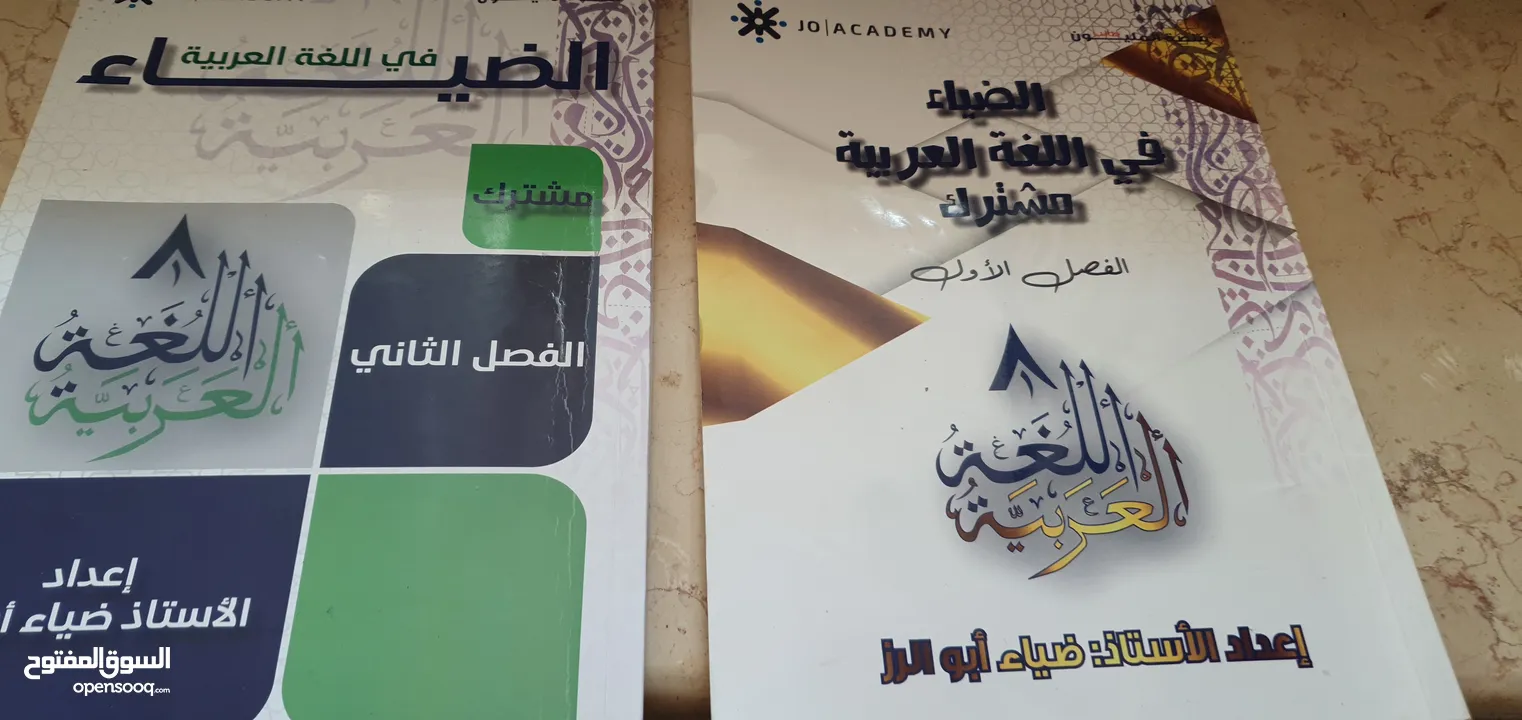 الضياء
في اللغة العربية
مشترك
اللغة
العربية
الفصل الثاني
إعداد
الأستاذ ضياء
السوق المفتوح
opensooq.com
JO|ACADEMY
الضياء
في اللغة العربية
مشترك
الفصل الأول
اللغة
العربية
إعداد الأستاذ: ضياء أبو الرز